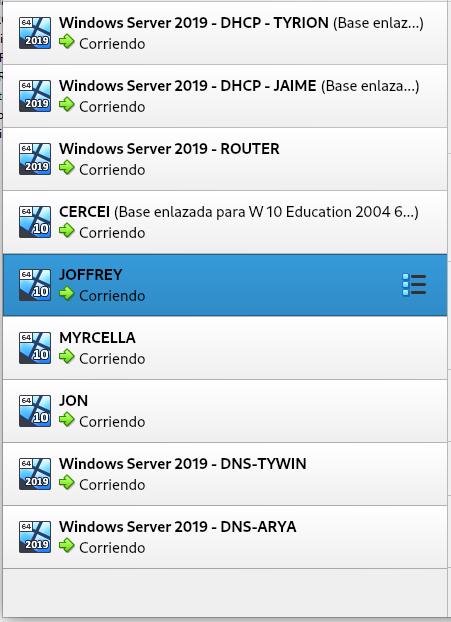 64
2019
Windows Server 2019 - DHCP - TYRION (Base enlaz...)
Corriendo
64
2019
Windows Server 2019 - DHCP - JAIME (Base enlaza...)
Corriendo
64
2019
Windows Server 2019 - ROUTER
Corriendo
64
10
CERCEI (Base enlazada para W 10 Education 2004 6...)
Corriendo
64
10
JOFFREY
Corriendo
64
10
MYRCELLA
Corriendo
64
10
JON
Corriendo
64
2019
Windows Server 2019 - DNS-TYWIN
Corriendo
64
2019
Windows Server 2019 - DNS-ARYA
Corriendo